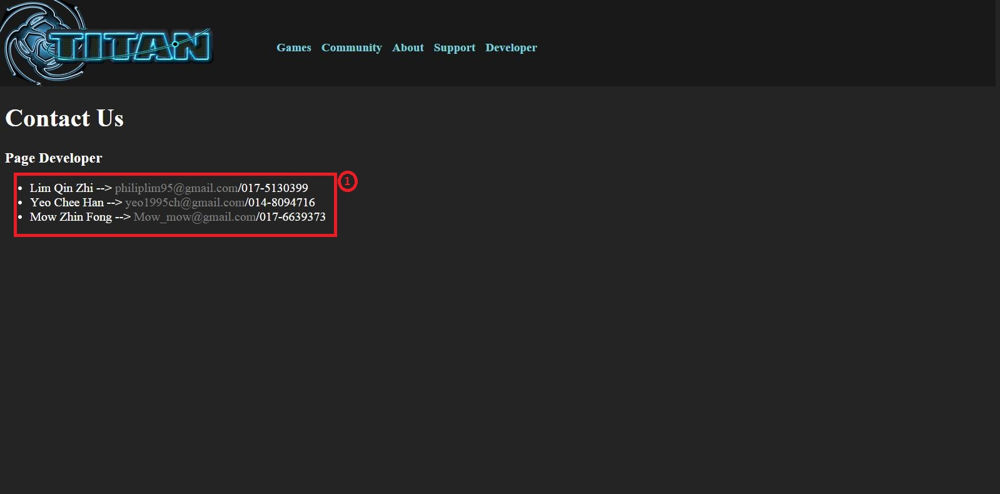 TITAN
Games Community About Support Developer
Contact Us
Page Developer
1
• Lim Qin Zhi --> philiplim95@gmail.com/017-5130399
• Yeo Chee Han --> yeo1995ch@gmail.com/014-8094716
• Mow Zhin Fong --> Mow_mow@gmail.com/017-6639373